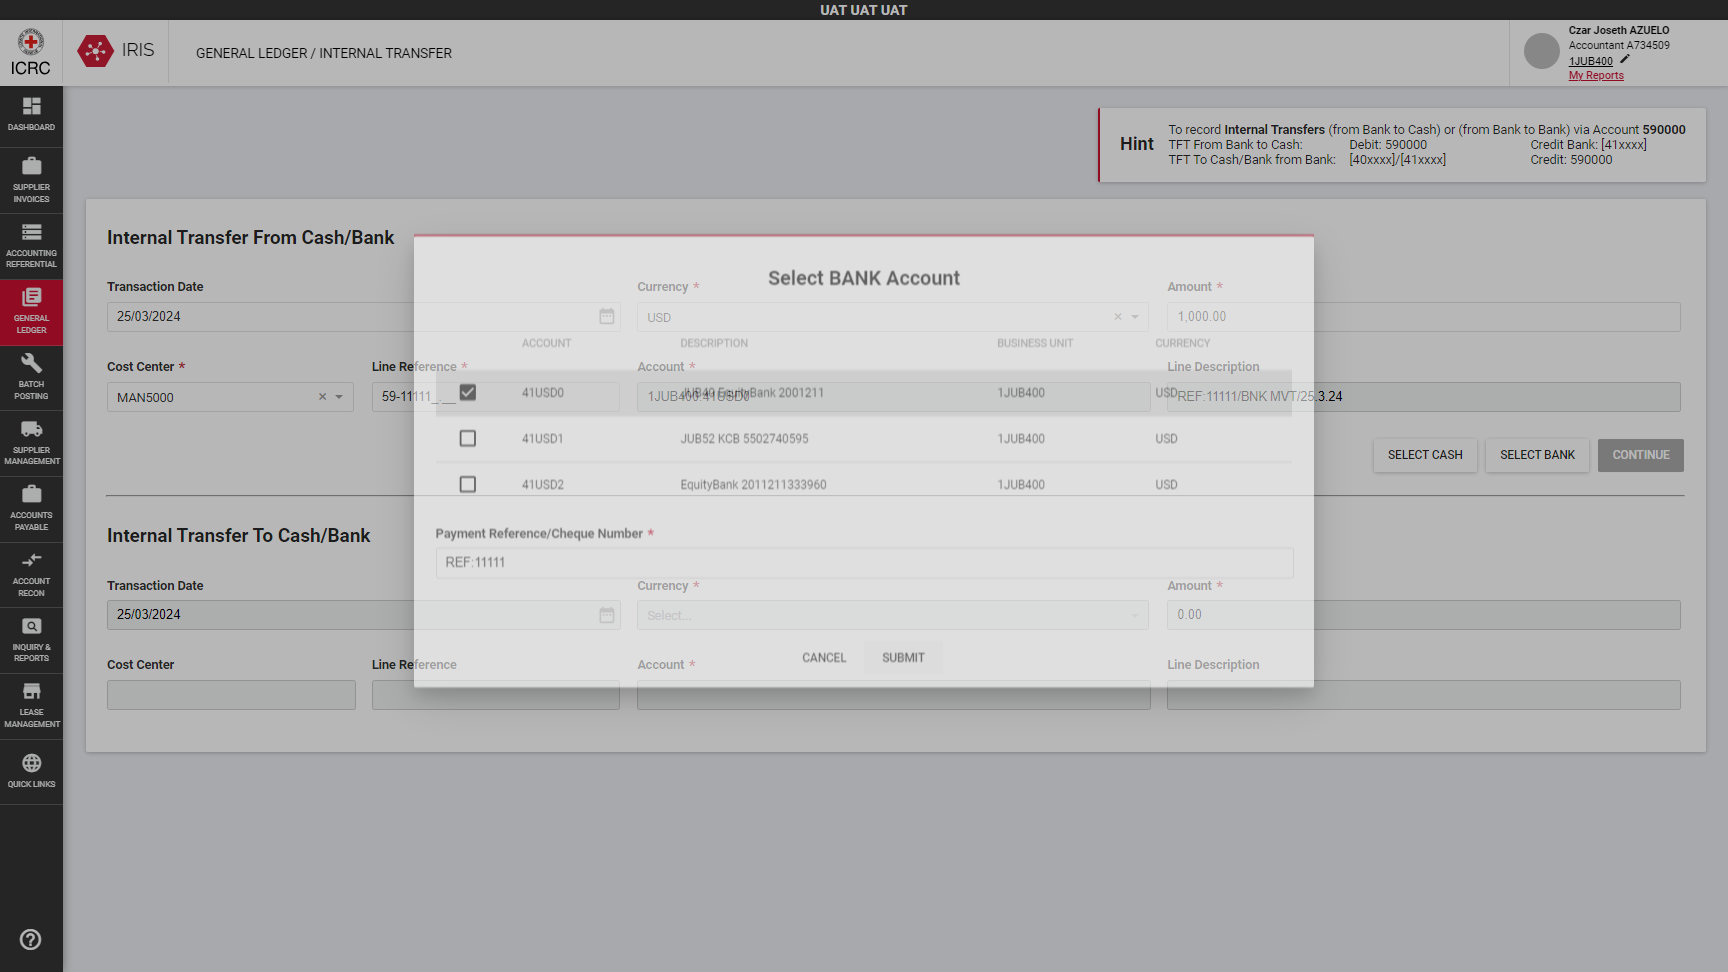 UAT UAT UAT
ICRC
IRIS
GENERAL LEDGER / INTERNAL TRANSFER
Czar Joseth AZUELO
Accountant A734509
1JUB400
My Reports
DASHBOARD
SUPPLIER
INVOICES
ACCOUNTING
REFERENTIAL
GENERAL
LEDGER
BATCH
POSTING
SUPPLIER
MANAGEMENT
ACCOUNTS
PAYABLE
ACCOUNT
RECON
INQUIRY &
REPORTS
LEASE
MANAGEMENT
QUICK LINKS
Hint
To record Internal Transfers (from Bank to Cash) or (from Bank to Bank) via Account 590000
TFT From Bank to Cash: Debit: 590000 Credit Bank: [41xxxx]
TFT To Cash/Bank from Bank: [40xxxx]/[41xxxx] Credit: 590000
Internal Transfer From Cash/Bank
Transaction Date Currency * Amount *
25/03/2024 USD 1,000.00
Cost Center * Line Reference * Account * Line Description
MAN5000 59-11111_.__ 1JUB400:41USD0 REF:11111/BNK MVT/25.3.24
SELECT CASH SELECT BANK CONTINUE
Internal Transfer To Cash/Bank
Transaction Date Currency * Amount *
25/03/2024 Select... 0.00
Cost Center Line Reference Account * Line Description
Select BANK Account
ACCOUNT DESCRIPTION BUSINESS UNIT CURRENCY
41USD0 JUB40 EquityBank 2001211 1JUB400 USD
41USD1 JUB52 KCB 5502740595 1JUB400 USD
41USD2 EquityBank 2011211333960 1JUB400 USD
Payment Reference/Cheque Number *
REF:11111
CANCEL SUBMIT